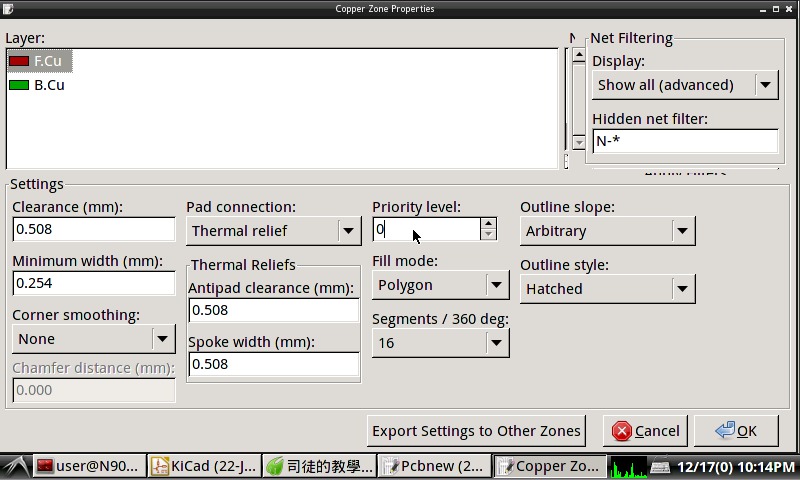 Copper Zone Properties
Layer:
F.Cu
B.Cu
Net Filtering
Display:
Show all (advanced)
Hidden net filter:
N-*
Settings
Clearance (mm):
0.508
Minimum width (mm):
0.254
Corner smoothing:
None
Chamfer distance (mm):
0.000
Pad connection:
Thermal relief
Thermal Reliefs
Antipad clearance (mm):
0.508
Spoke width (mm):
0.508
Priority level:
0
Fill mode:
Polygon
Segments / 360 deg:
16
Outline slope:
Arbitrary
Outline style:
Hatched
Export Settings to Other Zones
Cancel
OK
user@N90...
KICad (22-J...
司徒的教學...
Pcbnew (2...
Copper Zo...
12/17(0) 10:14PM